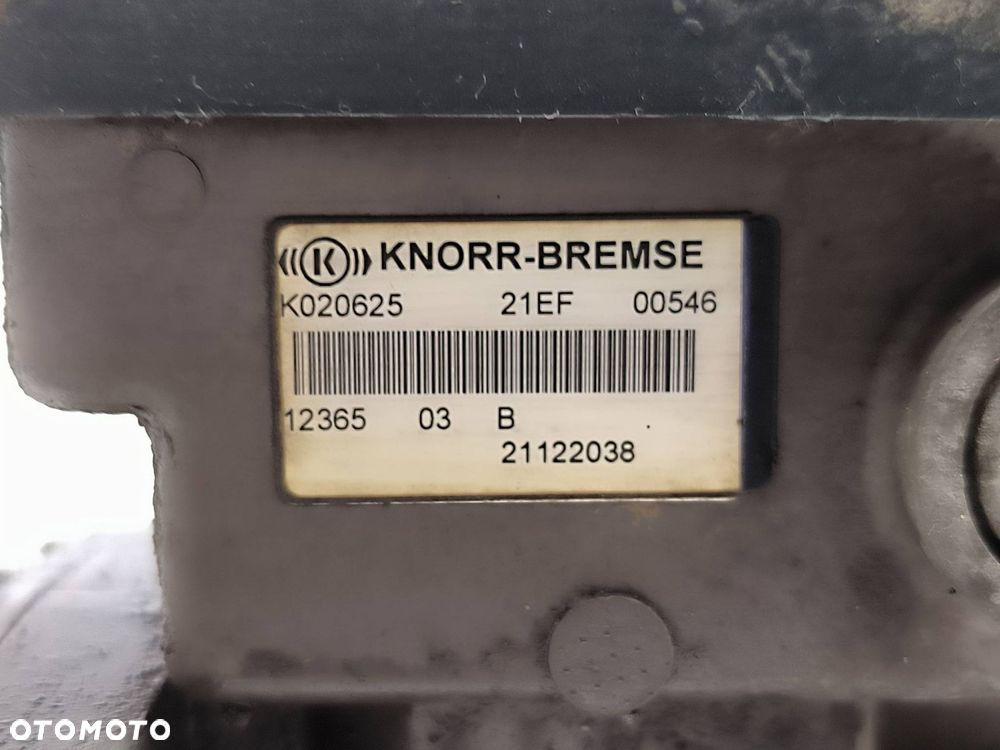 ((K)) KNORR-BREMSE
K020625 21EF 00546
12365 03 B .
21122038
OTOMOTO